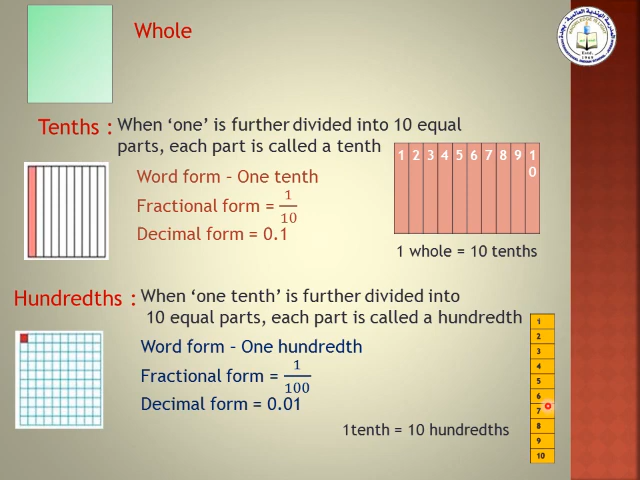 Whole
Tenths : When ‘one’ is further divided into 10 equal
parts, each part is called a tenth
1 2 3 4 5 6 7 8 9 10
Word form – One tenth
Fractional form = 1/10
Decimal form = 0.1
1 whole = 10 tenths
Hundredths : When ‘one tenth’ is further divided into
10 equal parts, each part is called a hundredth
Word form – One hundredth
Fractional form = 1/100
Decimal form = 0.01
1tenth = 10 hundredths
1
2
3
4
5
6
7
8
9
10